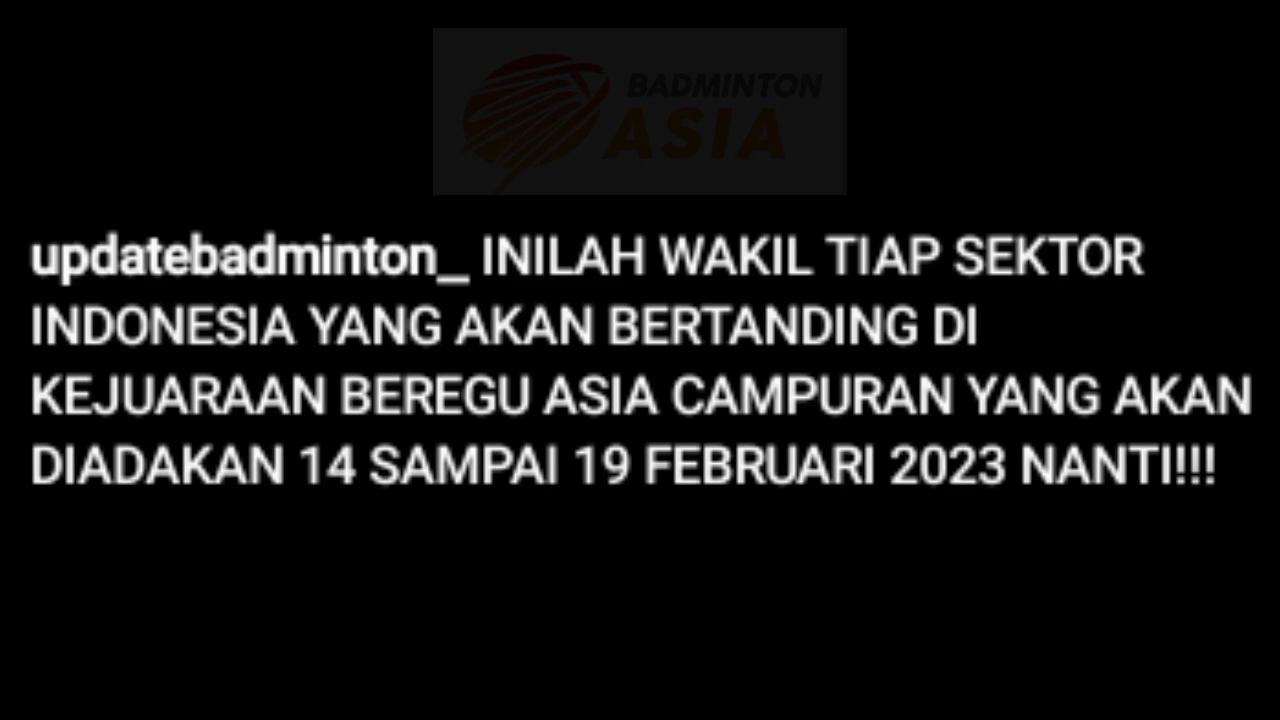 BADMINTON
ASIA
updatebadminton_ INILAH WAKIL TIAP SEKTOR
INDONESIA YANG AKAN BERTANDING DI
KEJUARAAN BEREGU ASIA CAMPURAN YANG AKAN
DIADAKAN 14 SAMPAI 19 FEBRUARI 2023 NANTI!!!